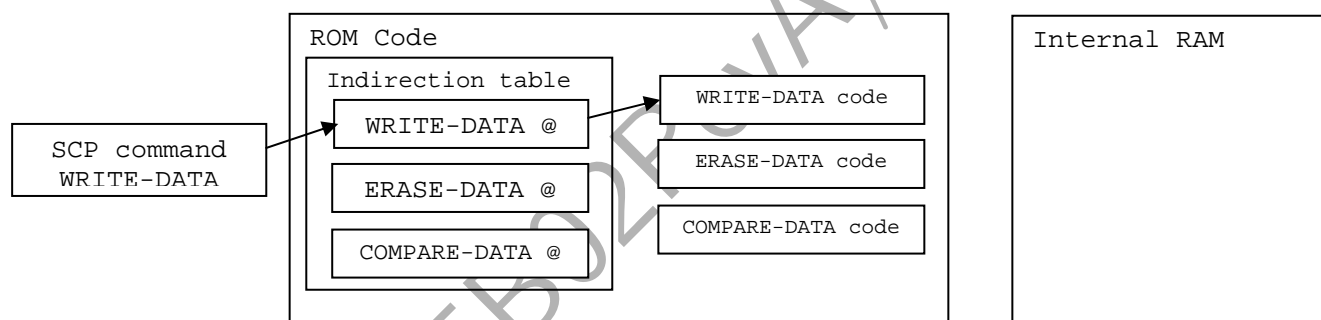 ROM Code
Internal RAM
Indirection table
WRITE-DATA @
WRITE-DATA code
SCP command
WRITE-DATA
ERASE-DATA @
ERASE-DATA code
COMPARE-DATA @
COMPARE-DATA code